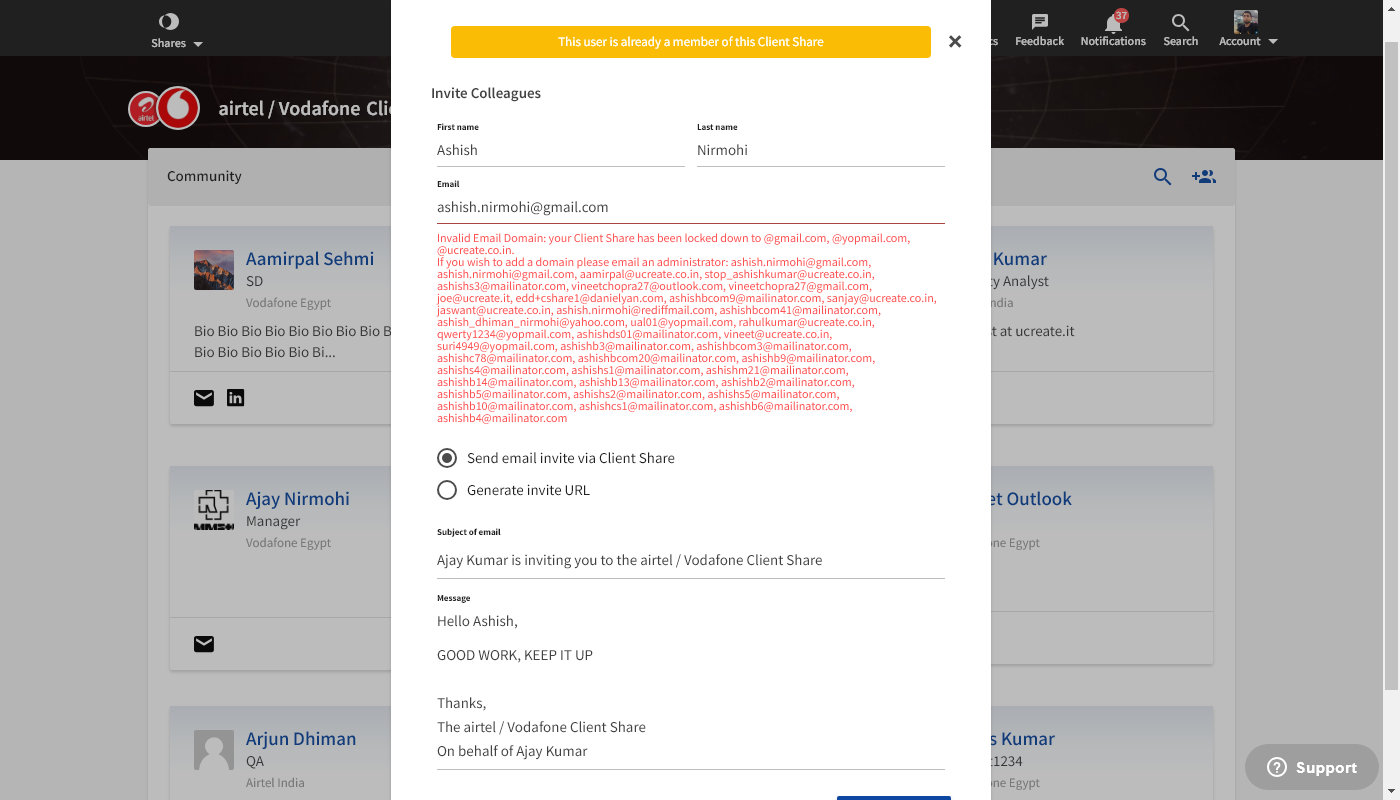 Shares
cs
Feedback
37
Notifications
Search
Account
This user is already a member of this Client Share
airtel
airtel / Vodafone Clie
Invite Colleagues
First name
Last name
Ashish
Nirmohi
Email
ashish.nirmohi@gmail.com
Invalid Email Domain: your Client Share has been locked down to @gmail.com, @yopmail.com,
@ucreate.co.in.
If you wish to add a domain please email an administrator: ashish.nirmohi@gmail.com,
ashish.nirmohi@gmail.com, aamirpal@ucreate.co.in, stop_ashishkumar@ucreate.co.in,
ashishs3@mailinator.com, vineetchopra27@outlook.com, vineetchopra27@gmail.com,
joe@ucreate.it, edd+cshare1@danielyan.com, ashishbcom9@mailinator.com, sanjay@ucreate.co.in,
jaswant@ucreate.co.in, ashish.nirmohi@rediffmail.com, ashishbcom41@mailinator.com,
ashish_dhiman_nirmohi@yahoo.com, ual01@yopmail.com, rahulkumar@ucreate.co.in,
qwerty1234@yopmail.com, ashishds01@mailinator.com, vineet@ucreate.co.in,
suri4949@yopmail.com, ashishb3@mailinator.com, ashishbcom3@mailinator.com,
ashishc78@mailinator.com, ashishbcom20@mailinator.com, ashishb9@mailinator.com,
ashishs4@mailinator.com, ashishs1@mailinator.com, ashishm21@mailinator.com,
ashishb14@mailinator.com, ashishb13@mailinator.com, ashishb2@mailinator.com,
ashishb5@mailinator.com, ashishs2@mailinator.com, ashishs5@mailinator.com,
ashishb10@mailinator.com, ashishcs1@mailinator.com, ashishb6@mailinator.com,
ashishb4@mailinator.com
Send email invite via Client Share
Generate invite URL
Subject of email
Ajay Kumar is inviting you to the airtel / Vodafone Client Share
Message
Hello Ashish,
GOOD WORK, KEEP IT UP
Thanks,
The airtel / Vodafone Client Share
On behalf of Ajay Kumar
Community
Aamirpal Sehmi
SD
Vodafone Egypt
Bio Bio Bio Bio Bio Bio Bio Bio B
Bio Bio Bio Bio Bio Bi...
Kumar
ty Analyst
ndia
t at ucreate.it
Ajay Nirmohi
Manager
Vodafone Egypt
et Outlook
one Egypt
Arjun Dhiman
QA
Airtel India
s Kumar
t1234
one Egypt
Support